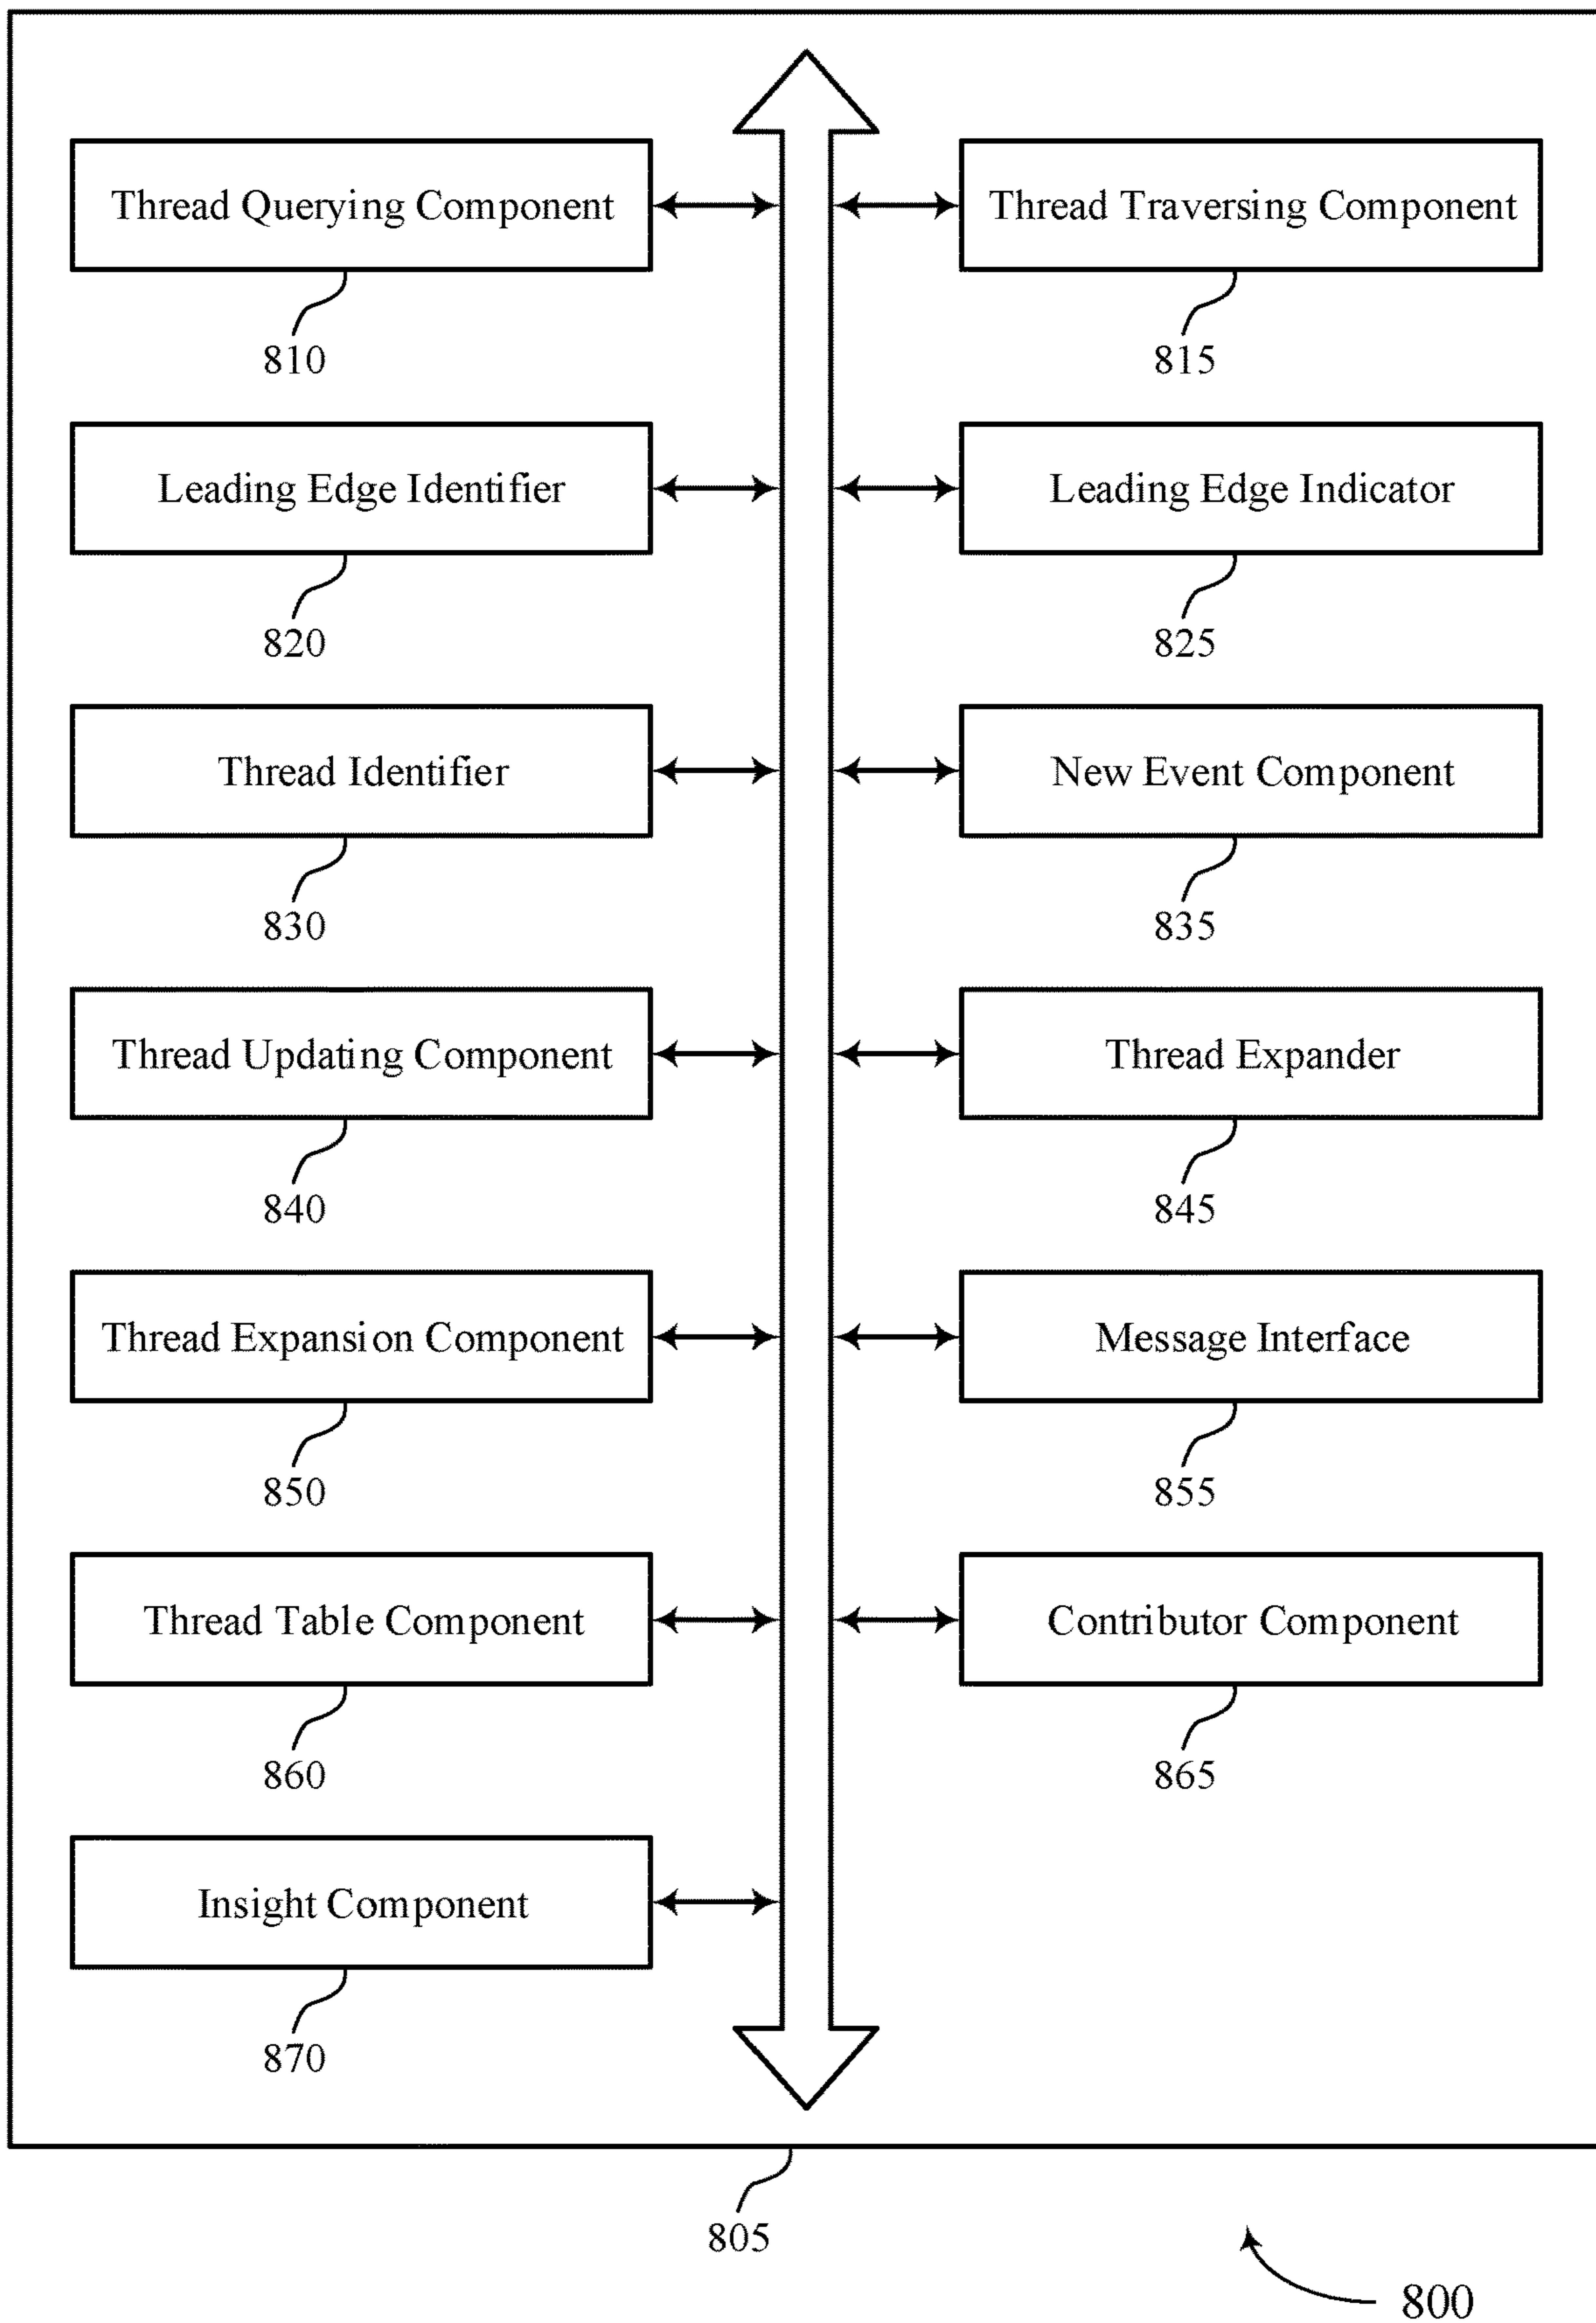 Thread Querying Component
Thread Traversing Component
810
815
Leading Edge Identifier
Leading Edge Indicator
820
825
Thread Identifier
New Event Component
830
835
Thread Updating Component
Thread Expander
840
845
Thread Expansion Component
Message Interface
850
855
Thread Table Component
Contributor Component
860
865
Insight Component
870
805
800